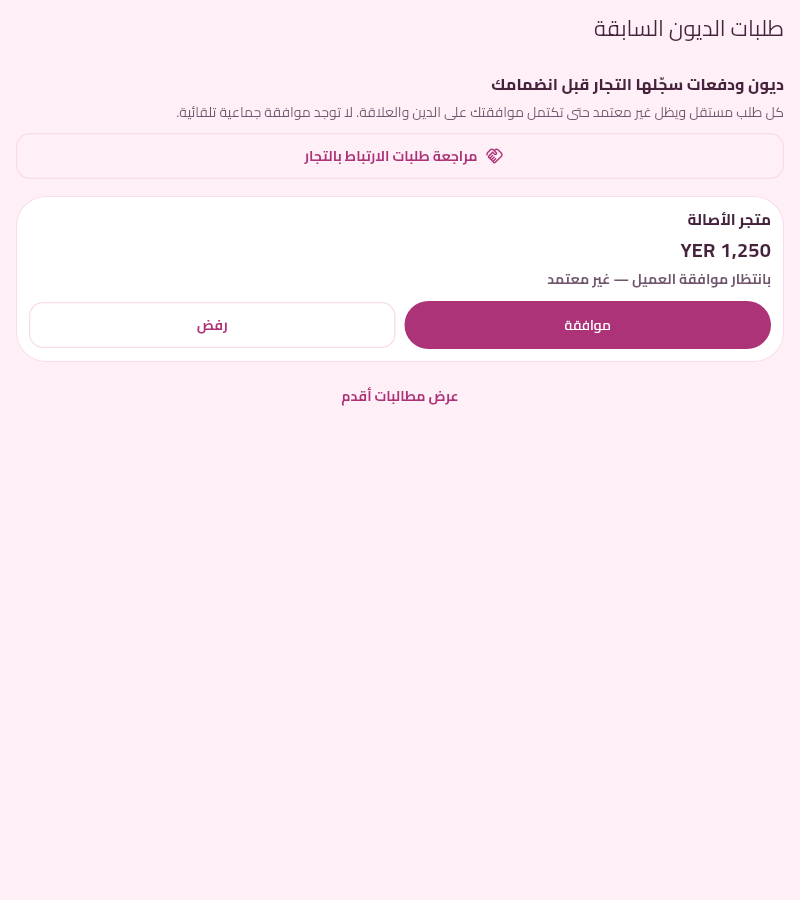 طلبات الديون السابقة
ديون ودفعات سجّلها التجار قبل انضمامك
كل طلب مستقل ويظل غير معتمد حتى تكتمل موافقتك على الدين والعلاقة. لا توجد موافقة جماعية تلقائية.
مراجعة طلبات الارتباط بالتجار
متجر الأصالة
YER 1,250
بانتظار موافقة العميل — غير معتمد
موافقة
رفض
عرض مطالبات أقدم